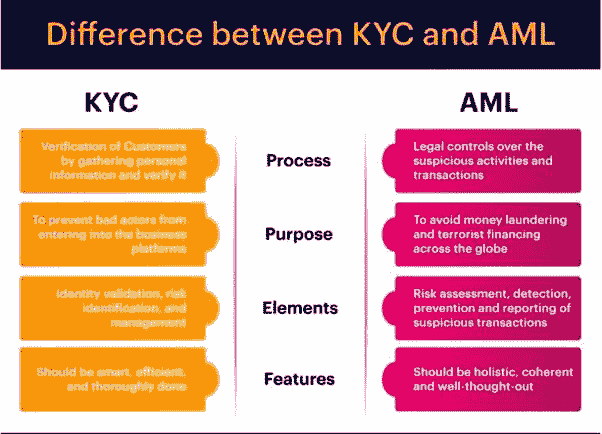 Difference between KYC and AML
KYC
AML
Verification of Customers
by gathering personal
information and verify it
Process
Legal controls over the
suspicious activities and
transactions
To prevent bad actors from
entering into the business
platforms
Purpose
To avoid money laundering
and terrorist financing
across the globe
Identity validation, risk
identification, and
management
Elements
Risk assessment, detection,
prevention and reporting of
suspicious transactions
Should be smart, efficient,
and thoroughly done
Features
Should be holistic, coherent
and well-thought-out